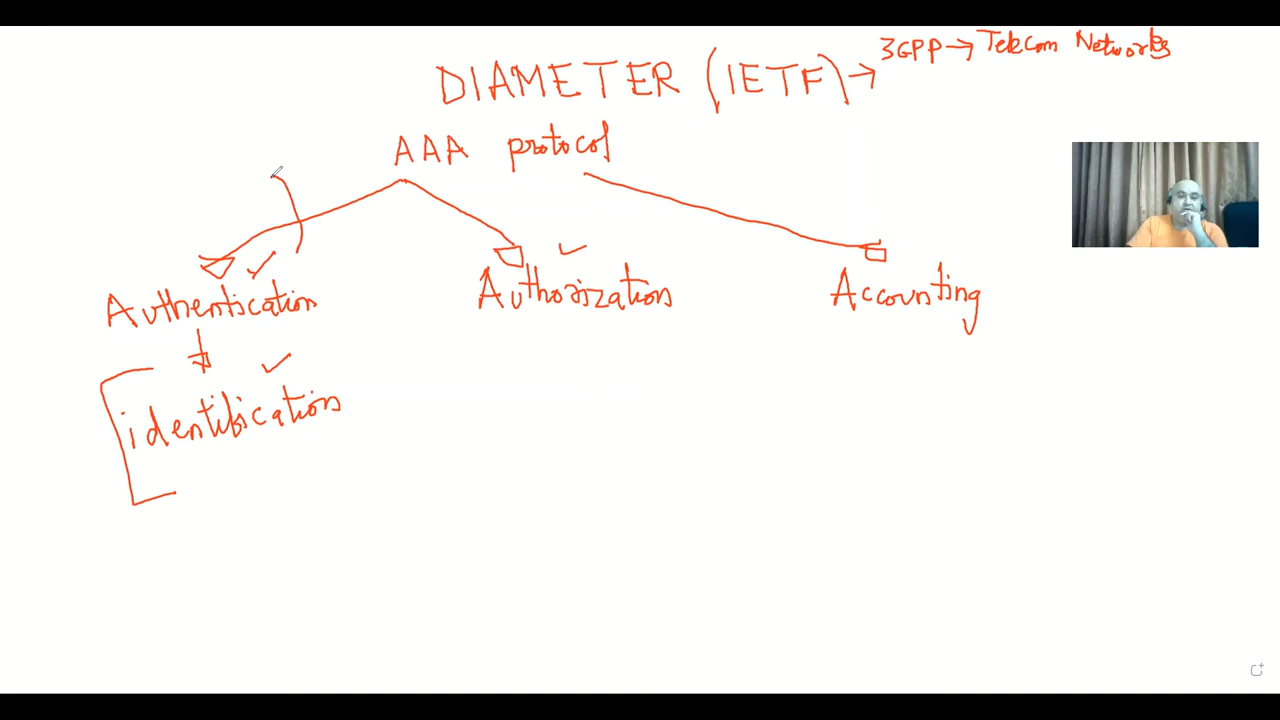 3GPP → Telecom Networks
DIAMETER (IETF) →
AAA protocol
Authentication ✓ Authorization ✓ Accounting
identification ✓